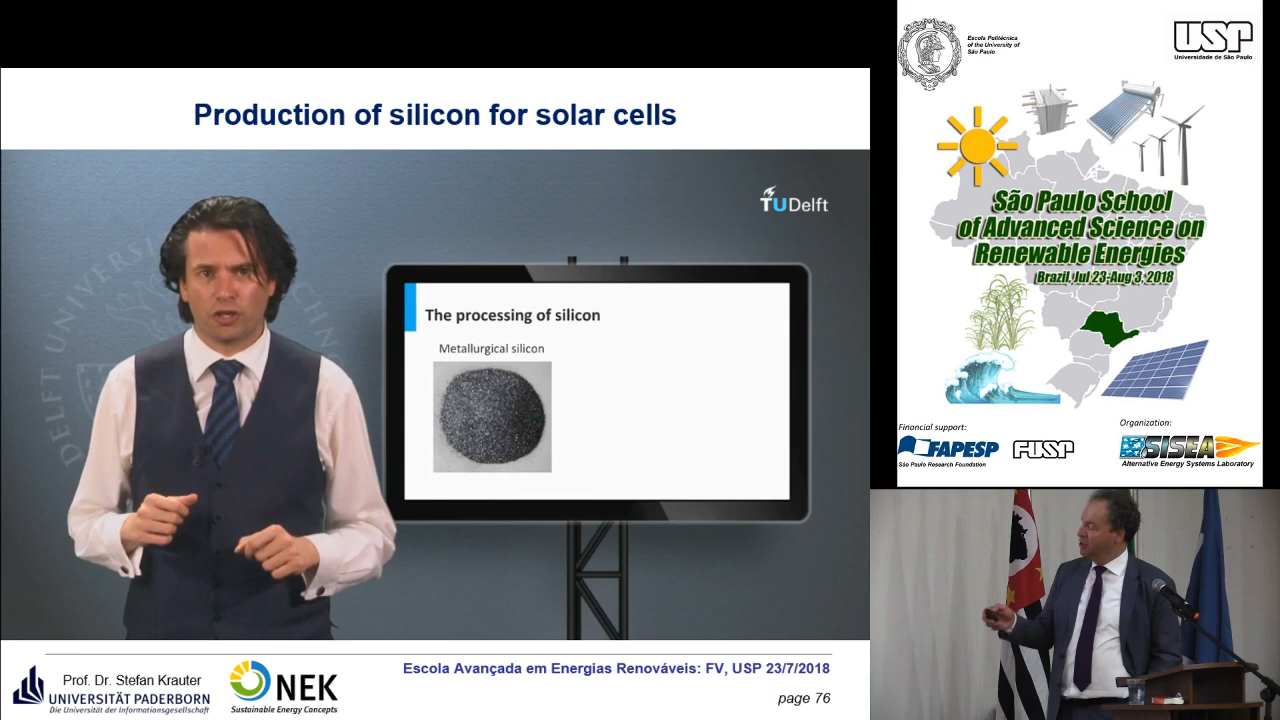 Production of silicon for solar cells
TU Delft
The processing of silicon
Metallurgical silicon
Prof. Dr. Stefan Krauter
UNIVERSITÄT PADERBORN
Die Universität der Informationsgesellschaft
NEK
Sustainable Energy Concepts
Escola Avançada em Energias Renováveis: FV, USP 23/7/2018
page 76
Escola Politécnica
of the University of
São Paulo
USP
Universidade de São Paulo
São Paulo School
of Advanced Science on
Renewable Energies
Brazil, Jul 23-Aug 3, 2018
Financial support:
FAPESP
São Paulo Research Foundation
FUSP
Organization:
SISEA
Alternative Energy Systems Laboratory